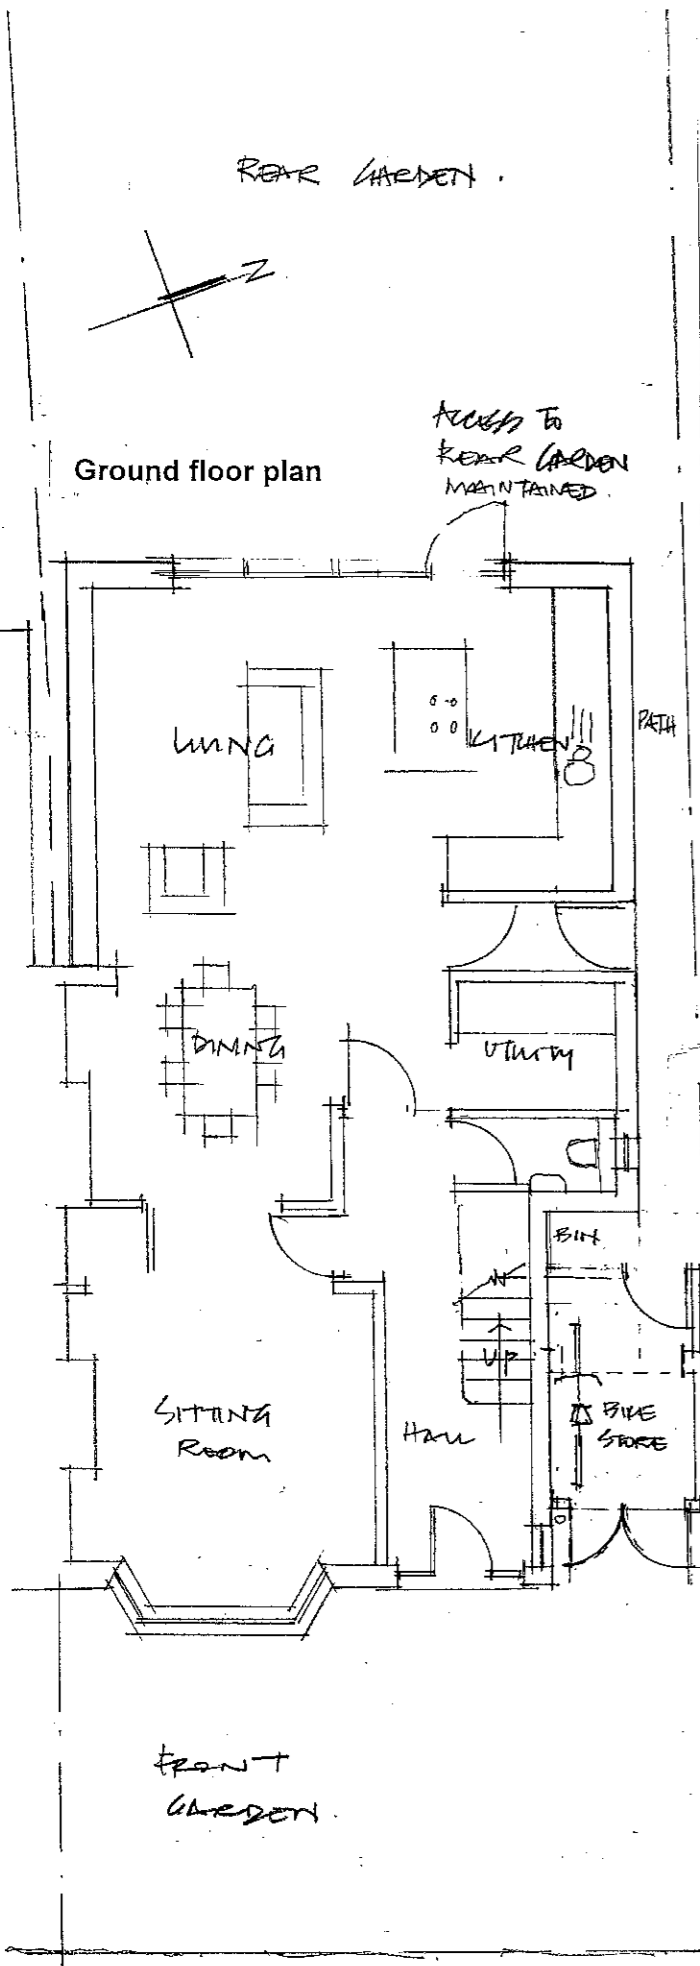 REAR GARDEN.
N
ACCESS TO
REAR GARDEN
MAINTAINED.
Ground floor plan
LIVING
KITCHEN
PATH
DINING
UTILITY
BIN
UP
SITTING
ROOM
HALL
BIKE
STORE
FRONT
GARDEN.